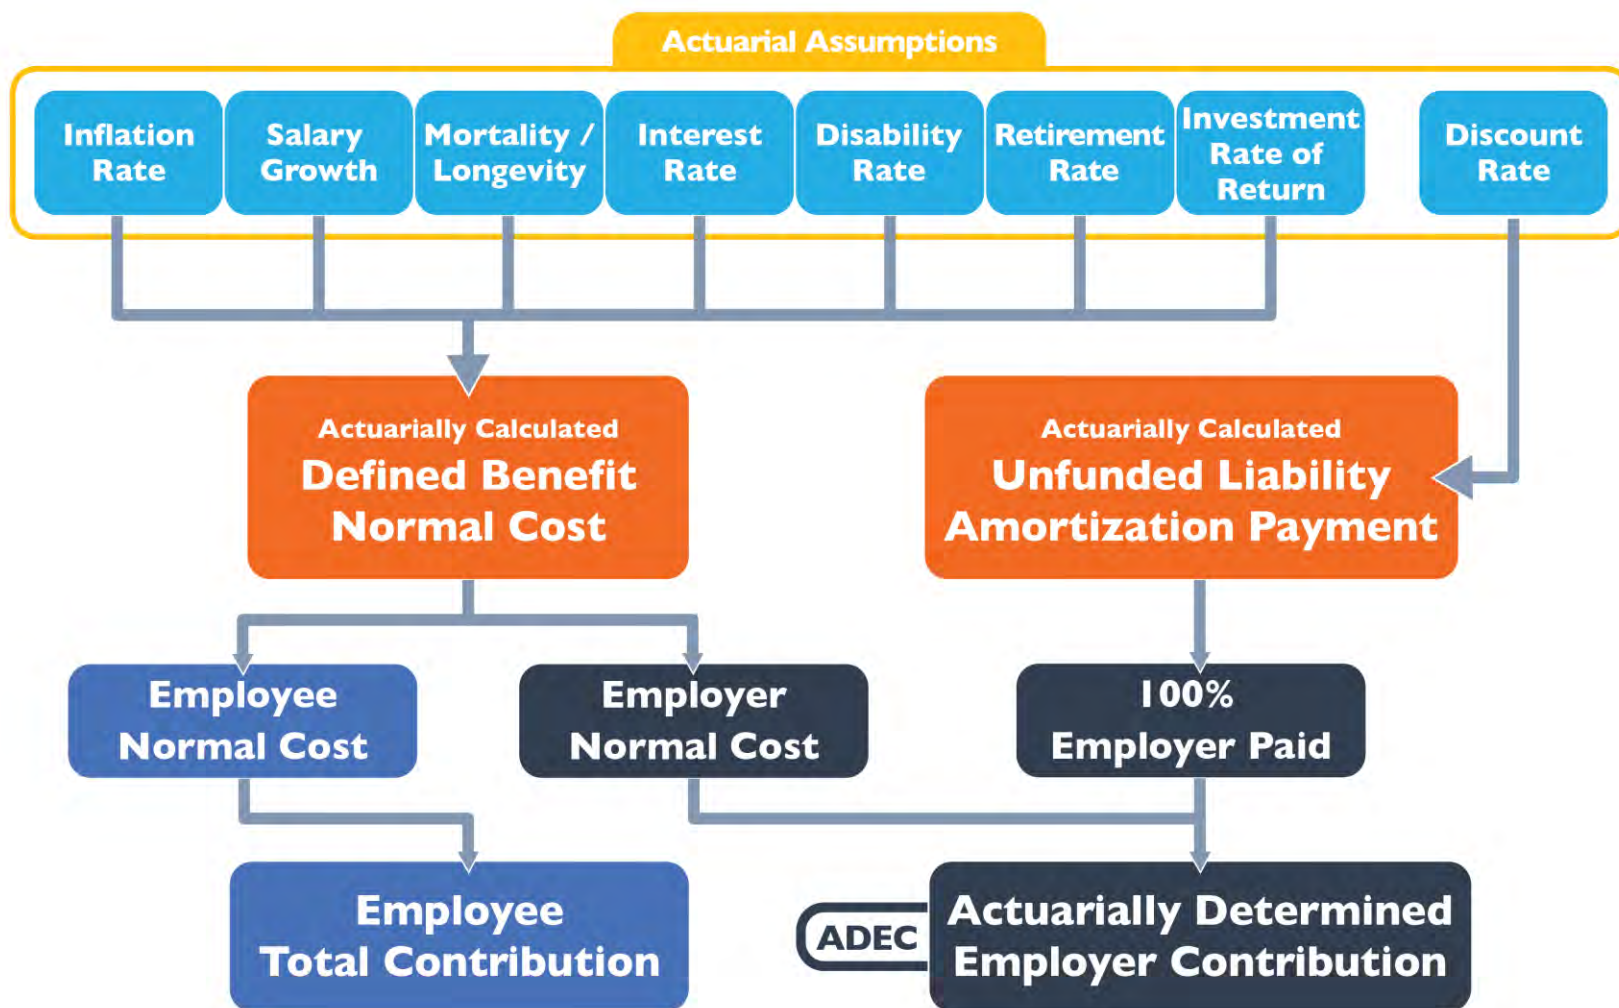 Actuarial Assumptions
Inflation
Rate
Salary
Growth
Mortality /
Longevity
Interest
Rate
Disability
Rate
Retirement
Rate
Investment
Rate of
Return
Discount
Rate
Actuarially Calculated
Defined Benefit
Normal Cost
Actuarially Calculated
Unfunded Liability
Amortization Payment
Employee
Normal Cost
Employer
Normal Cost
100%
Employer Paid
Employee
Total Contribution
ADEC
Actuarially Determined
Employer Contribution